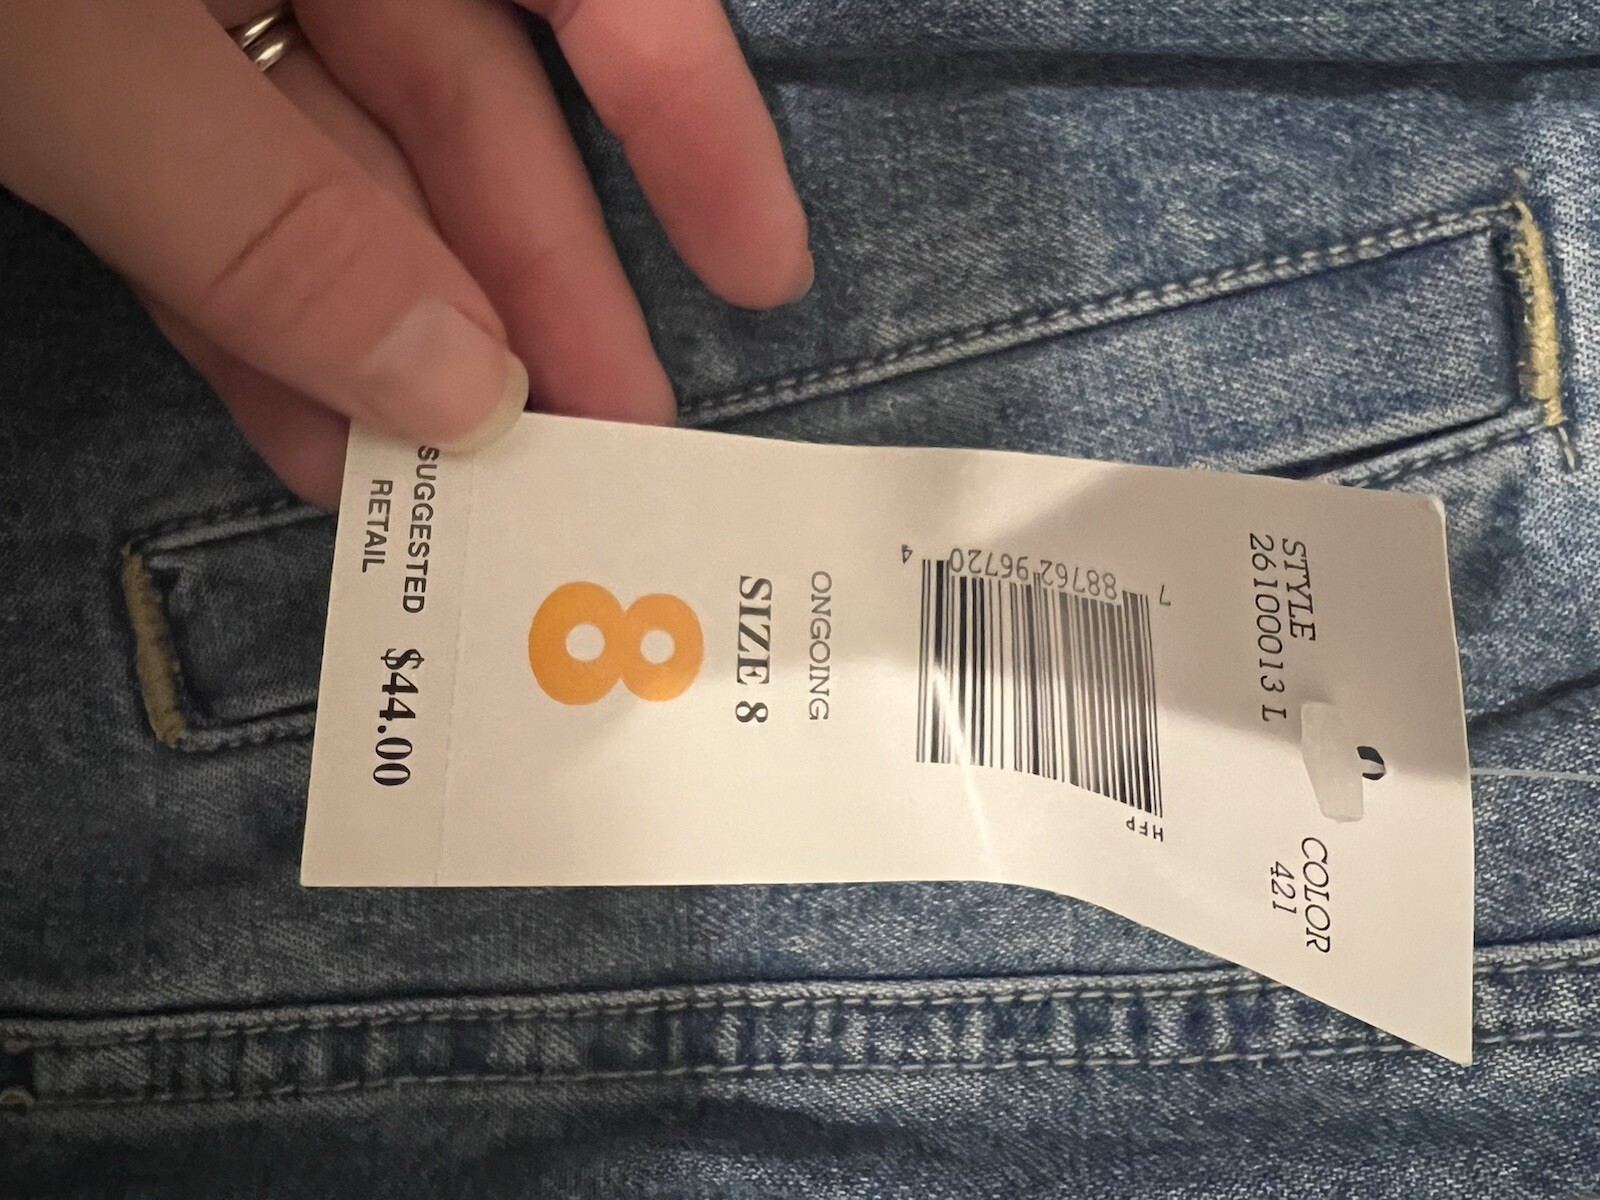 STYLE
26100013 L
COLOR
421
7 88762 96720 4
HFP
ONGOING
SIZE 8
8
SUGGESTED
RETAIL
$44.00